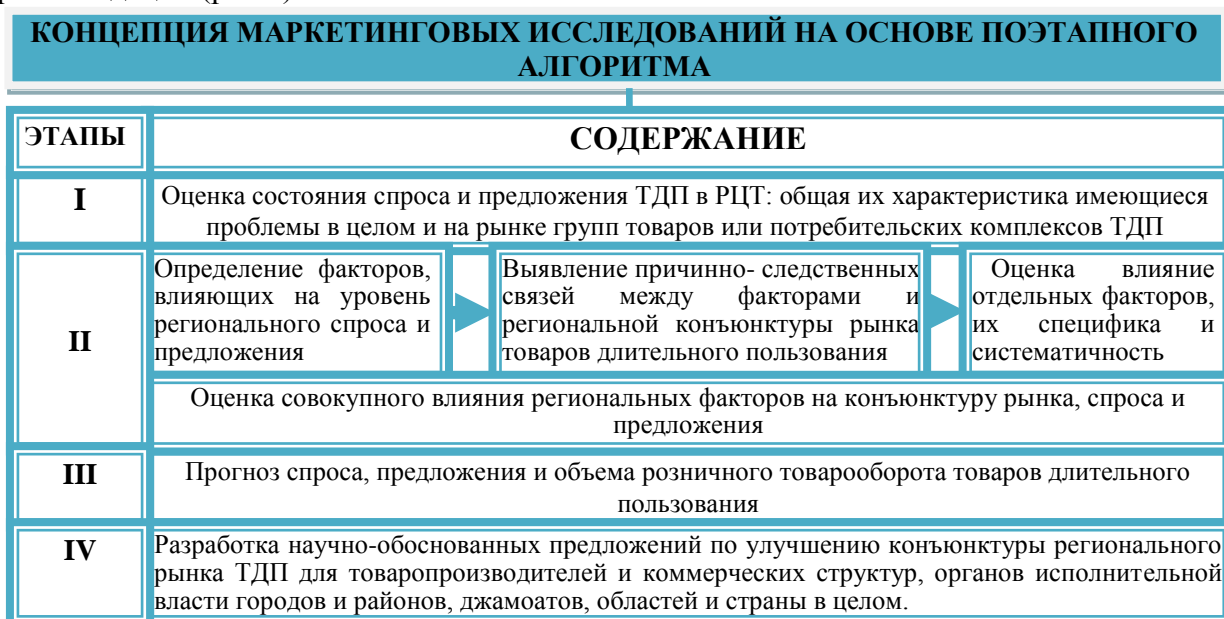 КОНЦЕПЦИЯ МАРКЕТИНГОВЫХ ИССЛЕДОВАНИЙ НА ОСНОВЕ ПОЭТАПНОГО
АЛГОРИТМА
ЭТАПЫ
СОДЕРЖАНИЕ
I
Оценка состояния спроса и предложения ТДП в РЦТ: общая их характеристика имеющиеся
проблемы в целом и на рынке групп товаров или потребительских комплексов ТДП
II
Определение факторов,
влияющих на уровень
регионального спроса и
предложения
Выявление причинно- следственных
связей между факторами и
региональной конъюнктуры рынка
товаров длительного пользования
Оценка влияние
отдельных факторов,
их специфика и
систематичность
Оценка совокупного влияния региональных факторов на конъюнктуру рынка, спроса и
предложения
III
Прогноз спроса, предложения и объема розничного товарооборота товаров длительного
пользования
IV
Разработка научно-обоснованных предложений по улучшению конъюнктуры регионального
рынка ТДП для товаропроизводителей и коммерческих структур, органов исполнительной
власти городов и районов, джамоатов, областей и страны в целом.